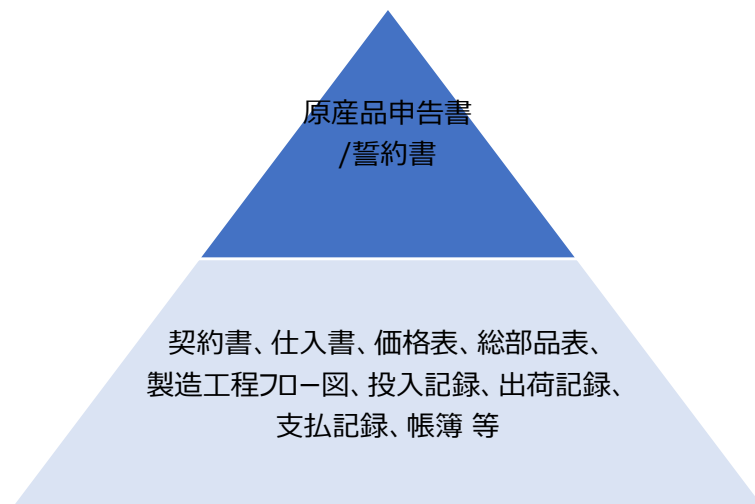 原産品申告書
/誓約書
契約書、仕入書、価格表、総部品表、
製造工程フロー図、投入記録、出荷記録、
支払記録、帳簿 等